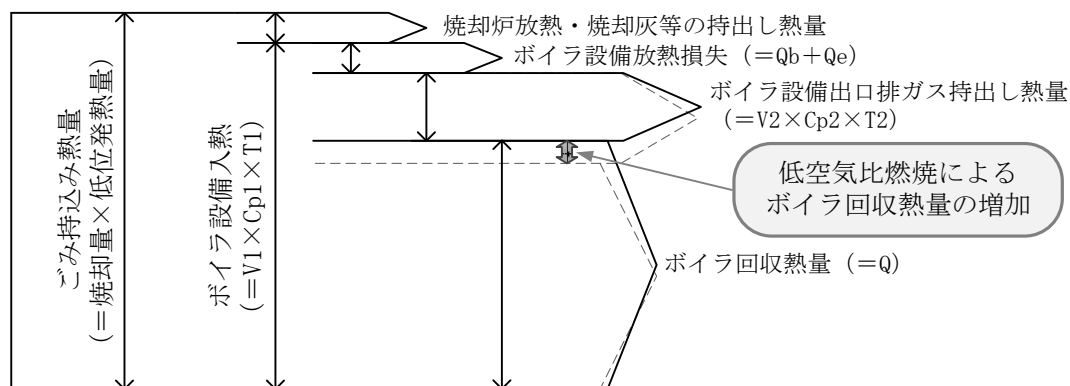 焼却炉放熱・焼却灰等の持出し熱量
ボイラ設備放熱損失（＝Qb＋Qe）
ボイラ設備出口排ガス持出し熱量
（＝V2×Cp2×T2）
低空気比燃焼による
ボイラ回収熱量の増加
ボイラ回収熱量（＝Q）
ごみ持込み熱量
（＝焼却量×低位発熱量）
ボイラ設備入熱
（＝V1×Cp1×T1）